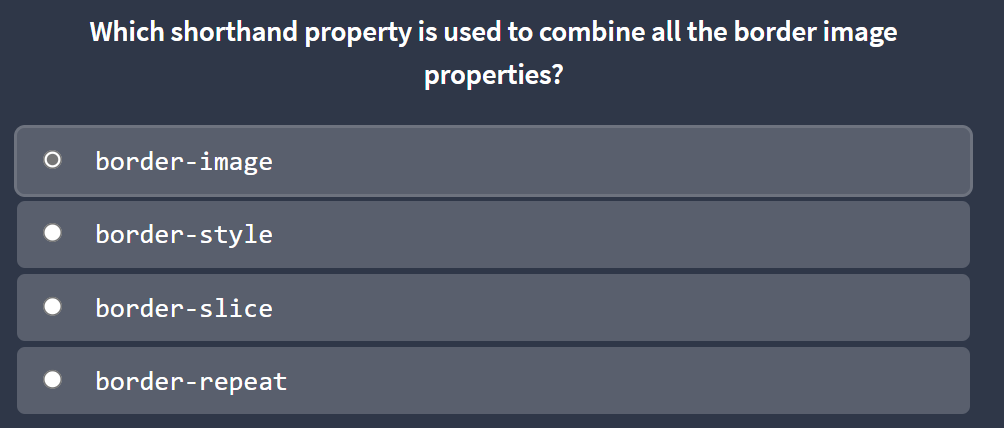 Which shorthand property is used to combine all the border image
properties?
border-image
border-style
border-slice
border-repeat